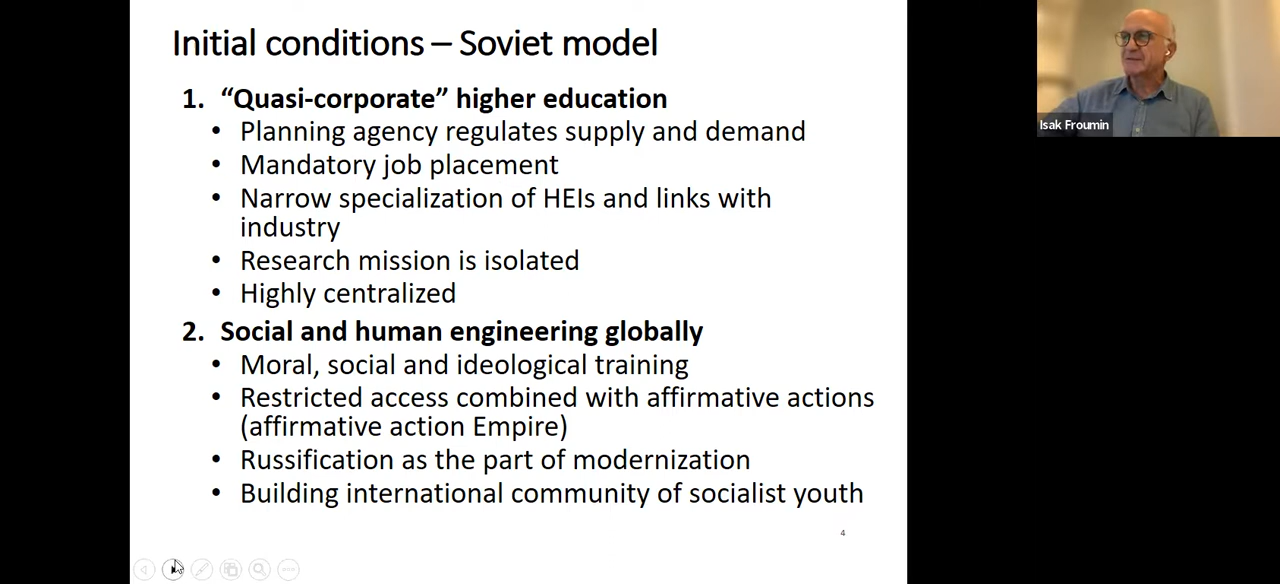 Initial conditions – Soviet model
1. “Quasi-corporate” higher education
• Planning agency regulates supply and demand
• Mandatory job placement
• Narrow specialization of HEIs and links with
industry
• Research mission is isolated
• Highly centralized
2. Social and human engineering globally
• Moral, social and ideological training
• Restricted access combined with affirmative actions
(affirmative action Empire)
• Russification as the part of modernization
• Building international community of socialist youth
4
Isak Froumin